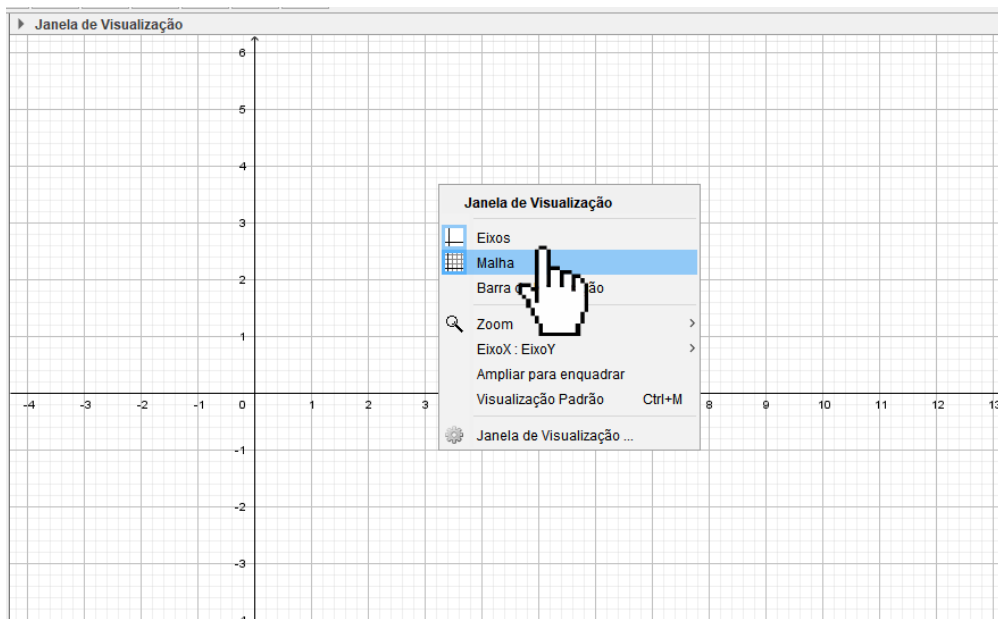 Janela de Visualização
6
5
4
3
2
1
-4 -3 -2 -1 0 1 2 3 8 9 10 11 12 13
-1
-2
-3
Janela de Visualização
Eixos
Malha
Barra
Zoom
EixoX : EixoY
Ampliar para enquadrar
Visualização Padrão Ctrl+M
Janela de Visualização ...